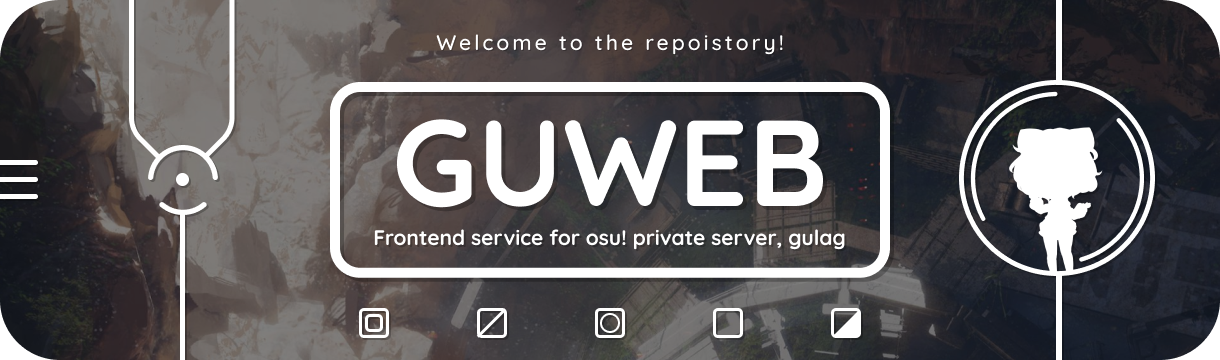 Welcome to the repoistory!
GUWEB
Frontend service for osu! private server, gulag